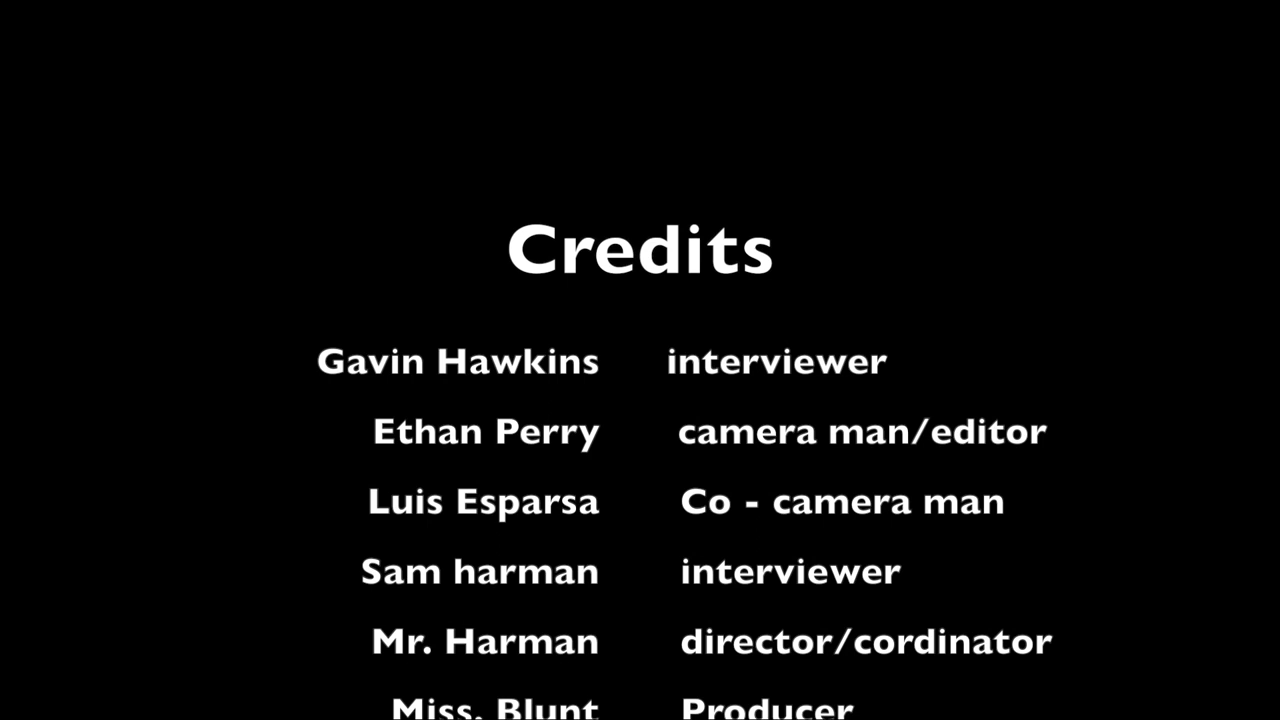 Credits
Gavin Hawkins interviewer
Ethan Perry camera man/editor
Luis Esparsa Co - camera man
Sam harman interviewer
Mr. Harman director/cordinator
Miss. Blunt Producer